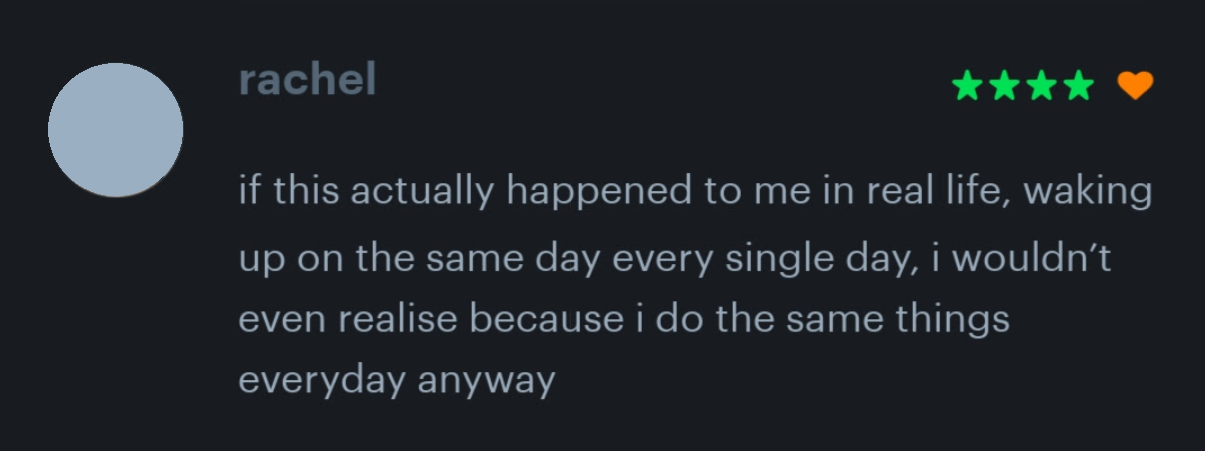 rachel
if this actually happened to me in real life, waking
up on the same day every single day, i wouldn’t
even realise because i do the same things
everyday anyway